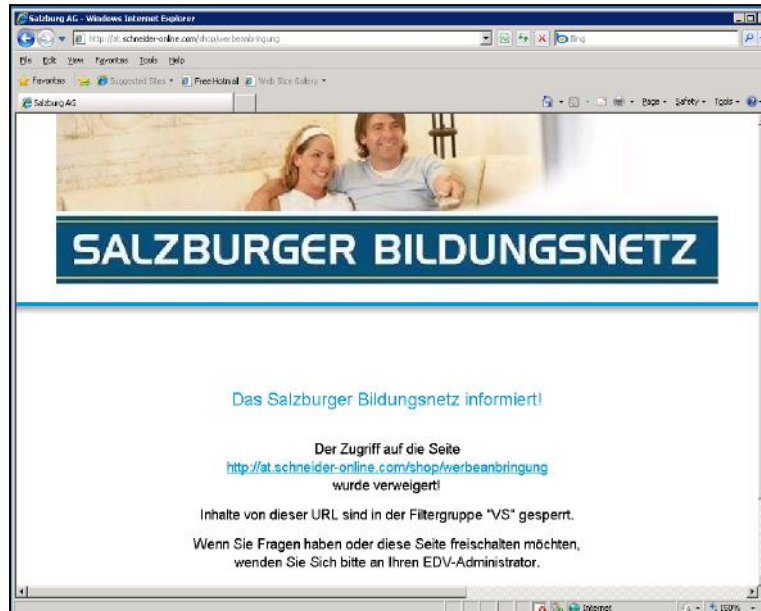 Salzburg AG - Windows Internet Explorer
http://at.schneider-online.com/shop/werbeanbringung
Bing
File Edit View Favorites Tools Help
Favorites Suggested Sites Free Hotmail Web Slice Gallery
Salzburg AG
Page Safety Tools
SALZBURGER BILDUNGSNETZ
Das Salzburger Bildungsnetz informiert!
Der Zugriff auf die Seite
http://at.schneider-online.com/shop/werbeanbringung
wurde verweigert!
Inhalte von dieser URL sind in der Filtergruppe "VS" gesperrt.
Wenn Sie Fragen haben oder diese Seite freischalten möchten,
wenden Sie Sich bitte an Ihren EDV-Administrator.
Internet 150%